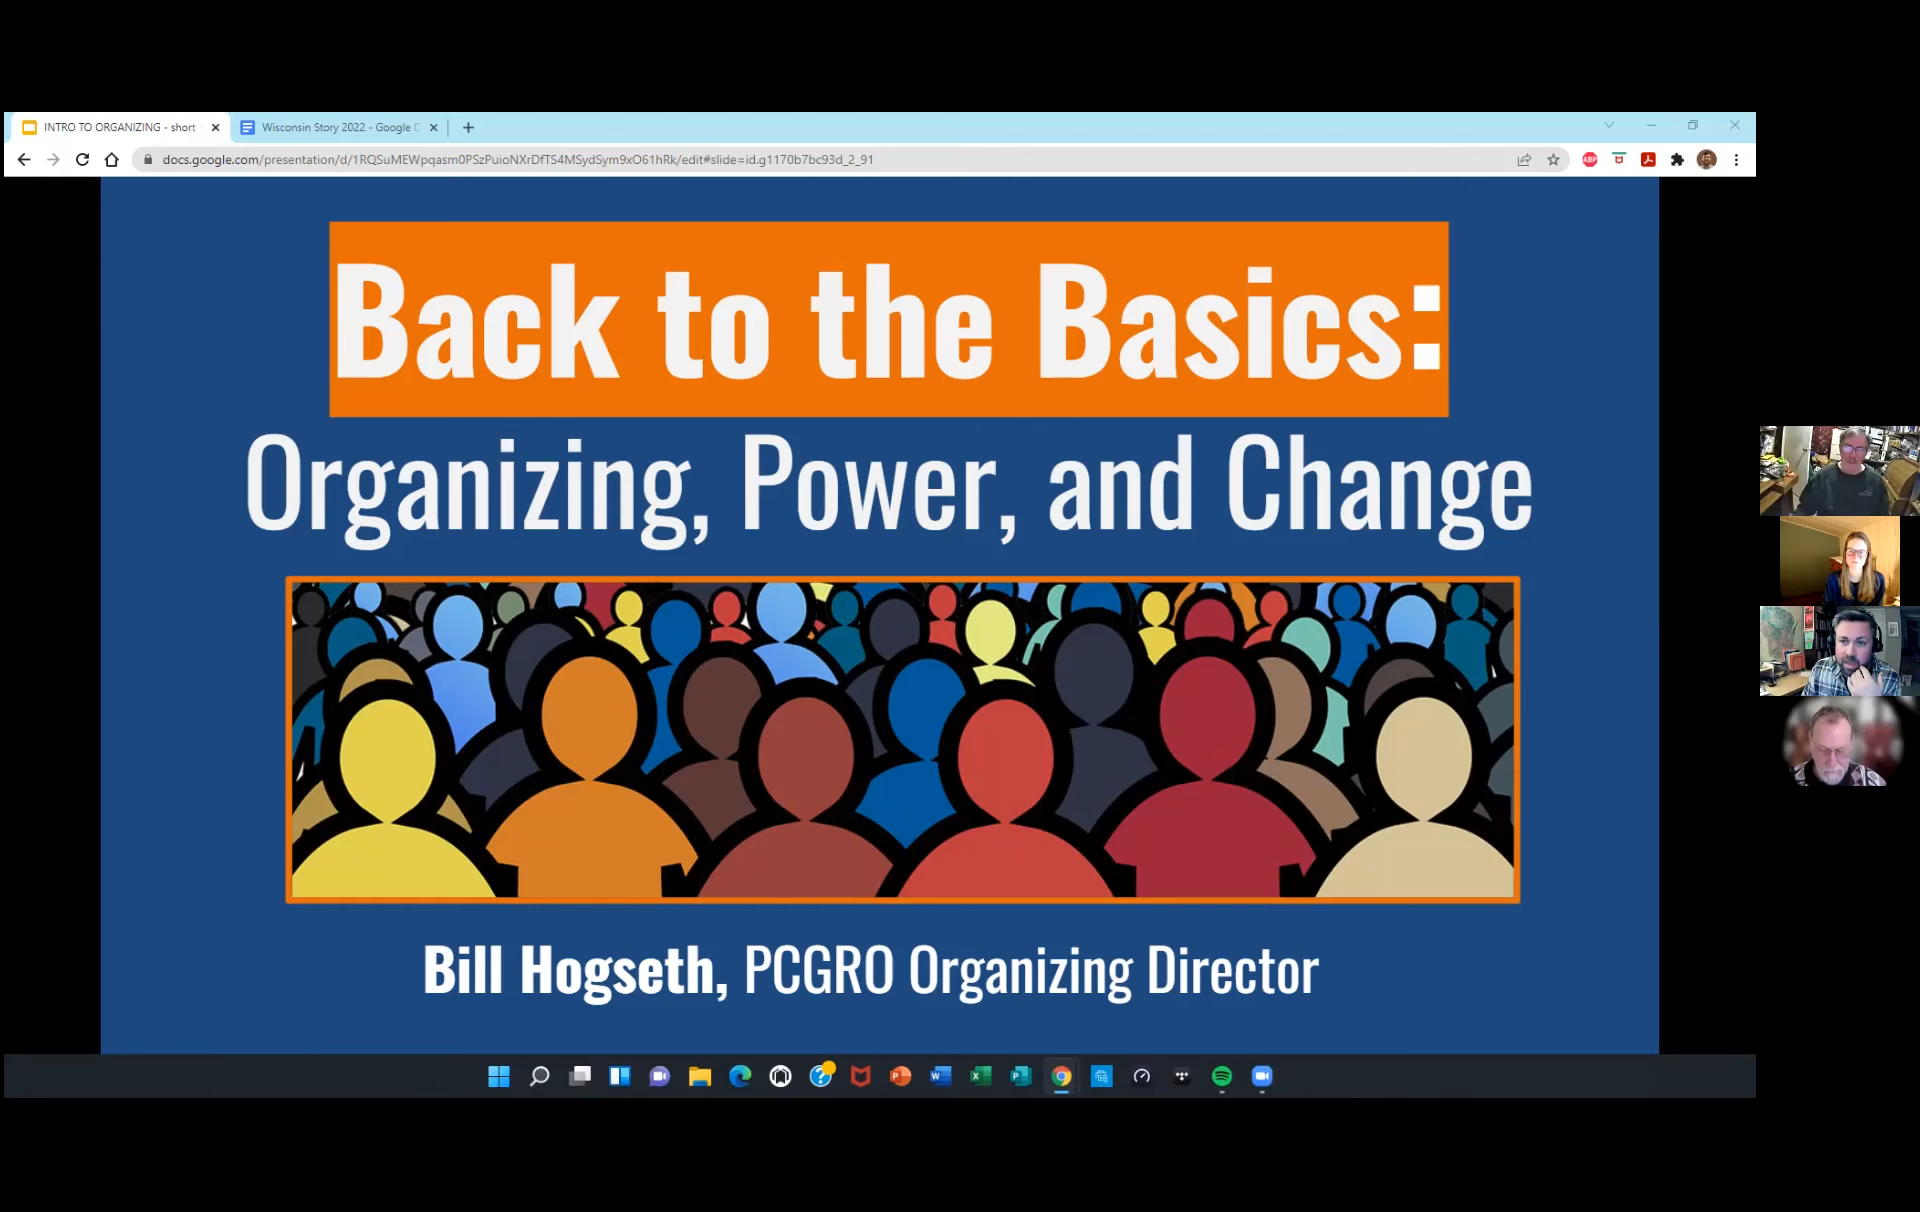 INTRO TO ORGANIZING - short
Wisconsin Story 2022 - Google D
docs.google.com/presentation/d/1RQSuMEWpqasm0PSzPuioNXrDfTS4MSydSym9xO61hRk/edit#slide=id.g1170b7bc93d_2_91
ABP
Back to the Basics:
Organizing, Power, and Change
Bill Hogseth, PCGRO Organizing Director